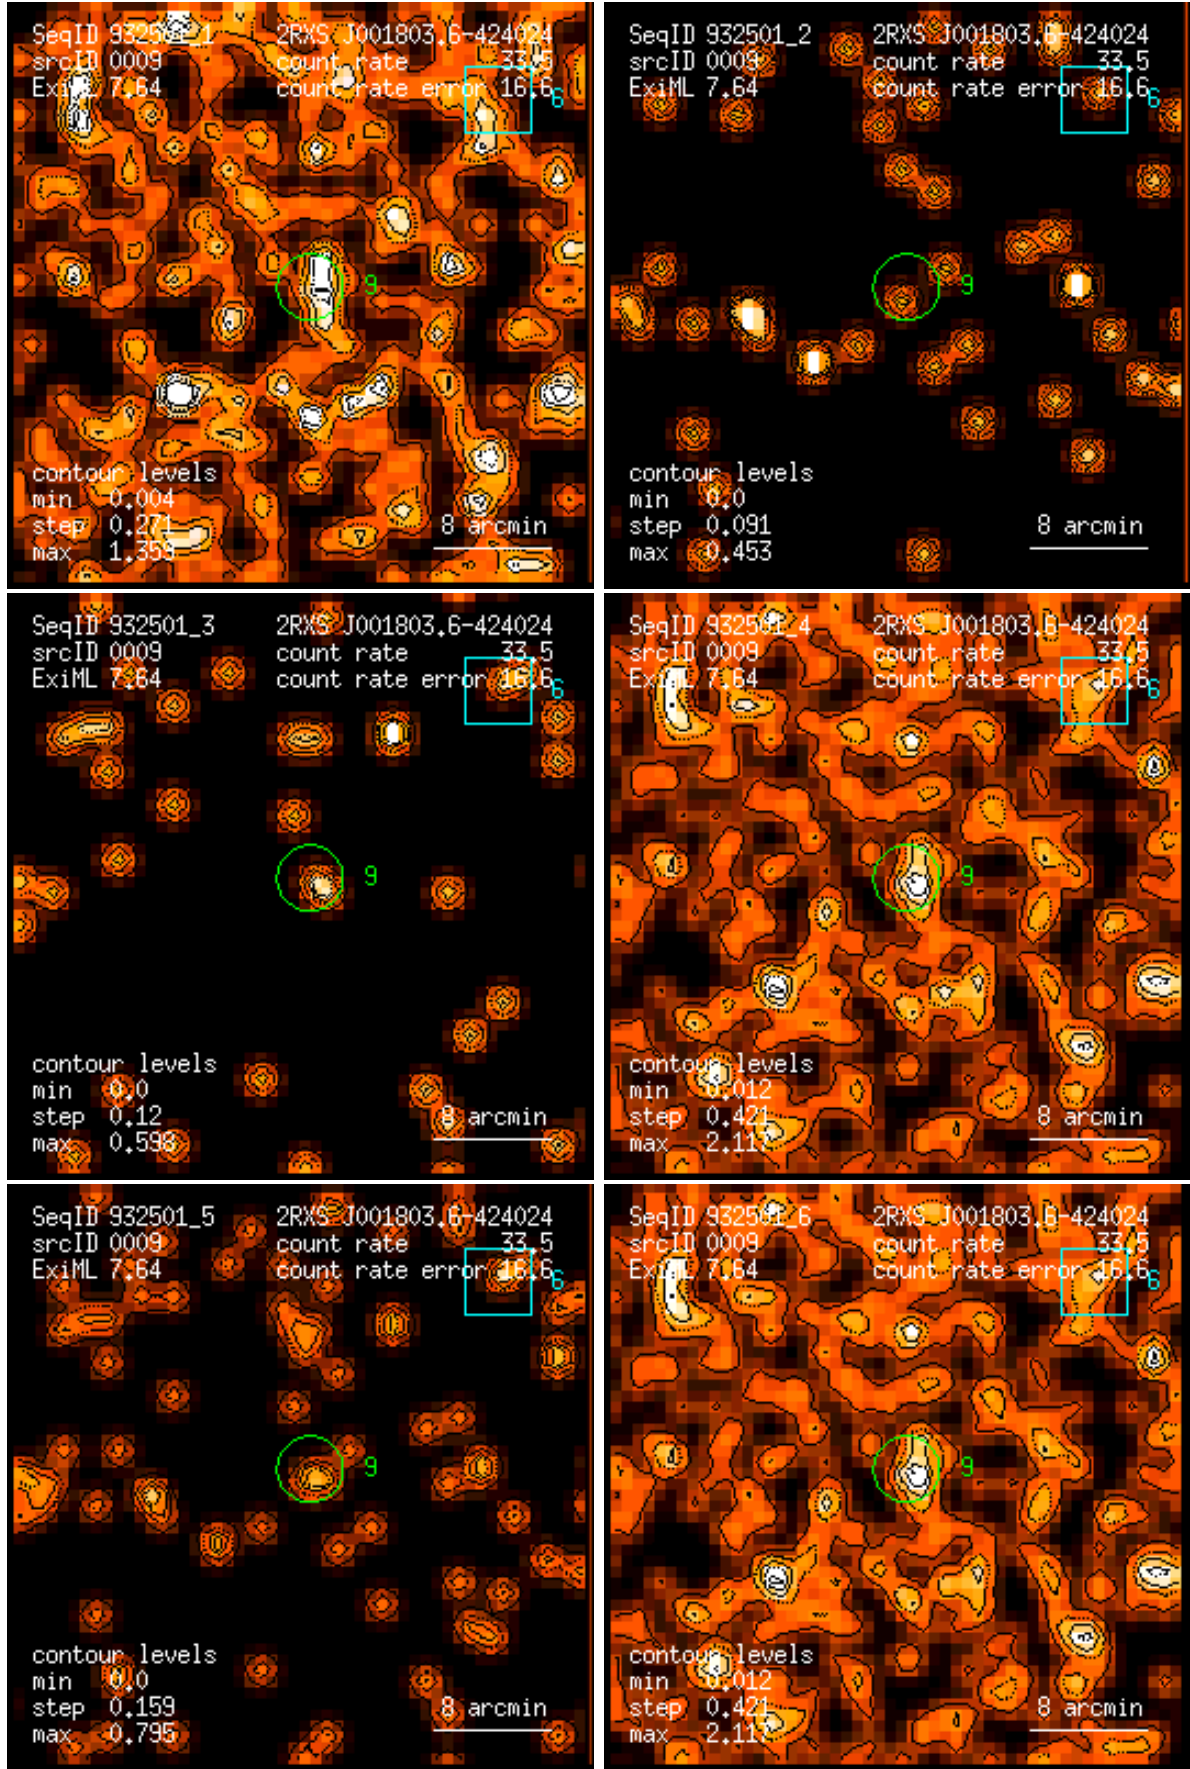 SeqID 932501_1 2RXS J001803.6-424024
srcID 0009 count rate 33.5
ExiML 7.64 count rate error 16.6
6
9
contour levels
min 0.004
step 0.271
max 1.359
8 arcmin
SeqID 932501_2 2RXS J001803.6-424024
srcID 0009 count rate 33.5
ExiML 7.64 count rate error 16.6
6
9
contour levels
min 0.0
step 0.091
max 0.453
8 arcmin
SeqID 932501_3 2RXS J001803.6-424024
srcID 0009 count rate 33.5
ExiML 7.64 count rate error 16.6
6
9
contour levels
min 0.0
step 0.12
max 0.598
8 arcmin
SeqID 932501_4 2RXS J001803.6-424024
srcID 0009 count rate 33.5
ExiML 7.64 count rate error 16.6
6
9
contour levels
min 0.012
step 0.421
max 2.117
8 arcmin
SeqID 932501_5 2RXS J001803.6-424024
srcID 0009 count rate 33.5
ExiML 7.64 count rate error 16.6
6
9
contour levels
min 0.0
step 0.159
max 0.795
8 arcmin
SeqID 932501_6 2RXS J001803.6-424024
srcID 0009 count rate 33.5
ExiML 7.64 count rate error 16.6
6
9
contour levels
min 0.012
step 0.421
max 2.117
8 arcmin